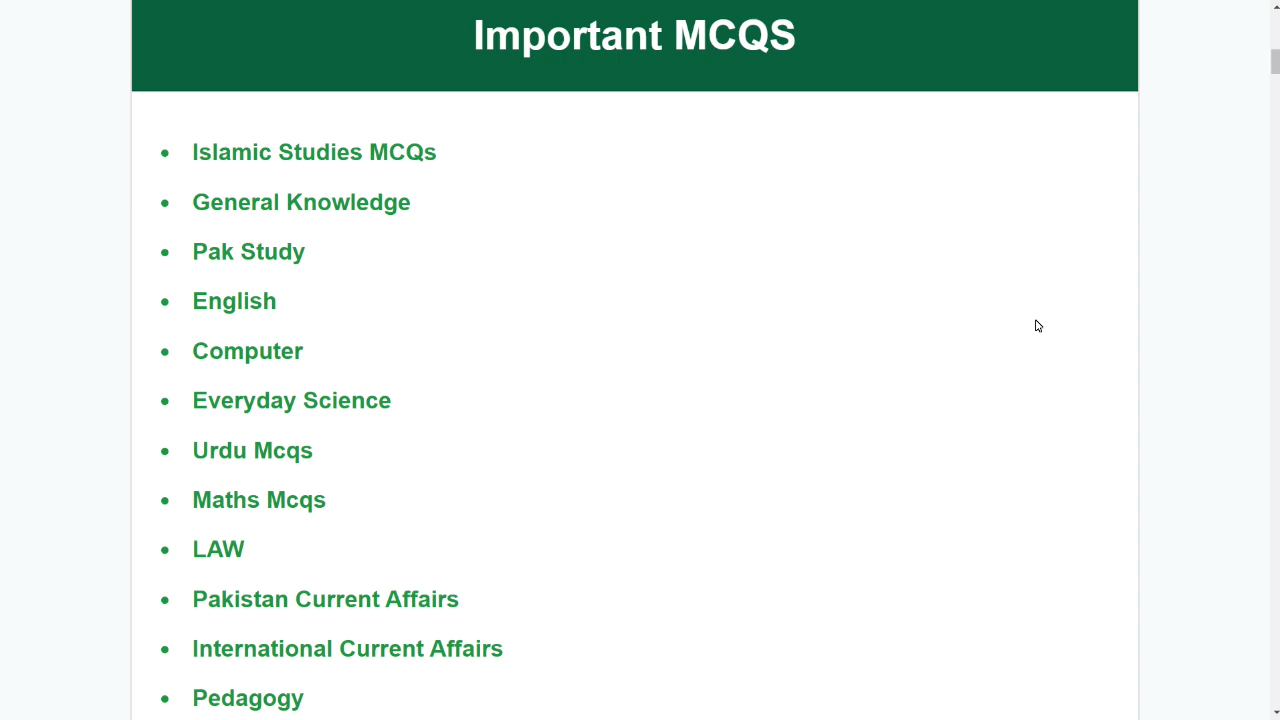 Important MCQS
Islamic Studies MCQs
General Knowledge
Pak Study
English
Computer
Everyday Science
Urdu Mcqs
Maths Mcqs
LAW
Pakistan Current Affairs
International Current Affairs
Pedagogy